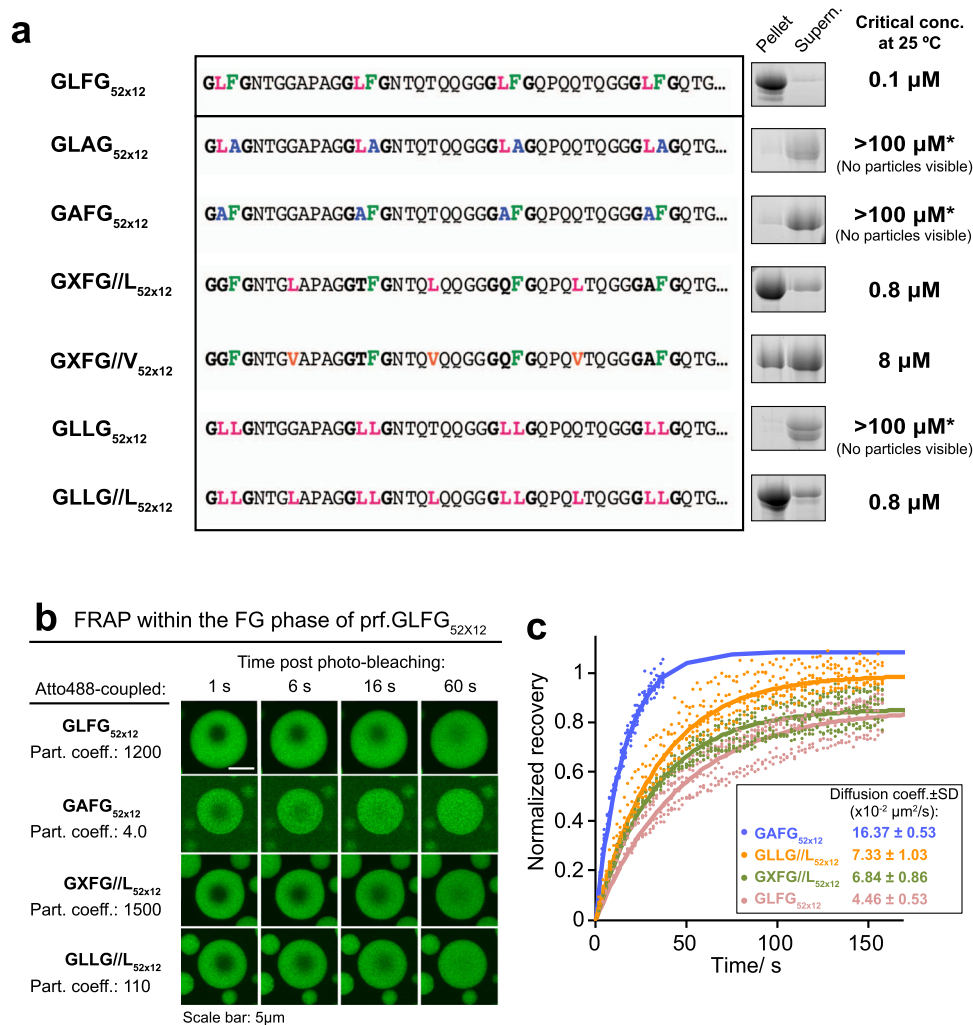 a
Pellet
Supern.
Critical conc.
at 25 ºC
GLFG52x12
GLFGNTGGAPAGGLFGNTQTQQGGGLFGQPQQTQGGGLFGQTG...
0.1 µM
GLAG52x12
GLAGNTGGAPAGGLAGNTQTQQGGGLAGQPQQTQGGGLAGQTG...
>100 µM*
(No particles visible)
GAFG52x12
GAFGNTGGAPAGGAFGNTQTQQGGGAFGQPQQTQGGGAFGQTG...
>100 µM*
(No particles visible)
GXFG//L52x12
GGFGNTGLAPAGGTFGNTQLQQGGGQFGQPQLTQGGGAFGQTG...
0.8 µM
GXFG//V52x12
GGFGNTGVAPAGGTFGNTQVQQGGGQFGQPQVTQGGGAFGQTG...
8 µM
GLLG52x12
GLLGNTGGAPAGGLLGNTQTQQGGGLLGQPQQTQGGGLLGQTG...
>100 µM*
(No particles visible)
GLLG//L52x12
GLLGNTGLAPAGGLLGNTQLQQGGGLLGQPQLTQGGGLLGQTG...
0.8 µM
b FRAP within the FG phase of prf.GLFG52X12
Time post photo-bleaching:
Atto488-coupled: 1 s 6 s 16 s 60 s
GLFG52x12
Part. coeff.: 1200
GAFG52x12
Part. coeff.: 4.0
GXFG//L52x12
Part. coeff.: 1500
GLLG//L52x12
Part. coeff.: 110
Scale bar: 5µm
c
Normalized recovery
1
0.8
0.6
0.4
0.2
0
0 50 100 150
Time/ s
Diffusion coeff.±SD
(x10-2 µm2/s):
GAFG52x12 16.37 ± 0.53
GLLG//L52x12 7.33 ± 1.03
GXFG//L52x12 6.84 ± 0.86
GLFG52x12 4.46 ± 0.53